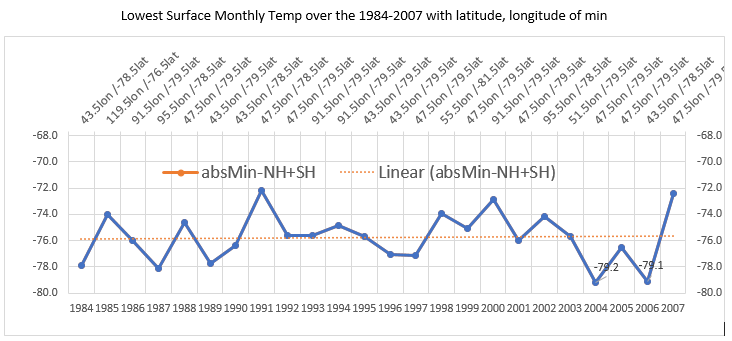 Lowest Surface Monthly Temp over the 1984-2007 with latitude, longitude of min
43.5lon /-78.5lat
119.5lon /-76.5lat
91.5lon /-79.5lat
95.5lon /-78.5lat
47.5lon /-79.5lat
43.5lon /-79.5lat
43.5lon /-78.5lat
47.5lon /-79.5lat
47.5lon /-79.5lat
91.5lon /-79.5lat
91.5lon /-79.5lat
43.5lon /-79.5lat
43.5lon /-79.5lat
47.5lon /-79.5lat
47.5lon /-79.5lat
55.5lon /-81.5lat
47.5lon /-79.5lat
91.5lon /-79.5lat
95.5lon /-78.5lat
51.5lon /-79.5lat
47.5lon /-79.5lat
47.5lon /-79.5lat
43.5lon /-78.5lat
47.5lon /-79.5
-68.0 -68.0
-70.0 -70.0
-72.0 -72.0
-74.0 -74.0
-76.0 -76.0
-78.0 -78.0
-80.0 -80.0
absMin-NH+SH Linear (absMin-NH+SH)
-79.2 -79.1
1984 1985 1986 1987 1988 1989 1990 1991 1992 1993 1994 1995 1996 1997 1998 1999 2000 2001 2002 2003 2004 2005 2006 2007